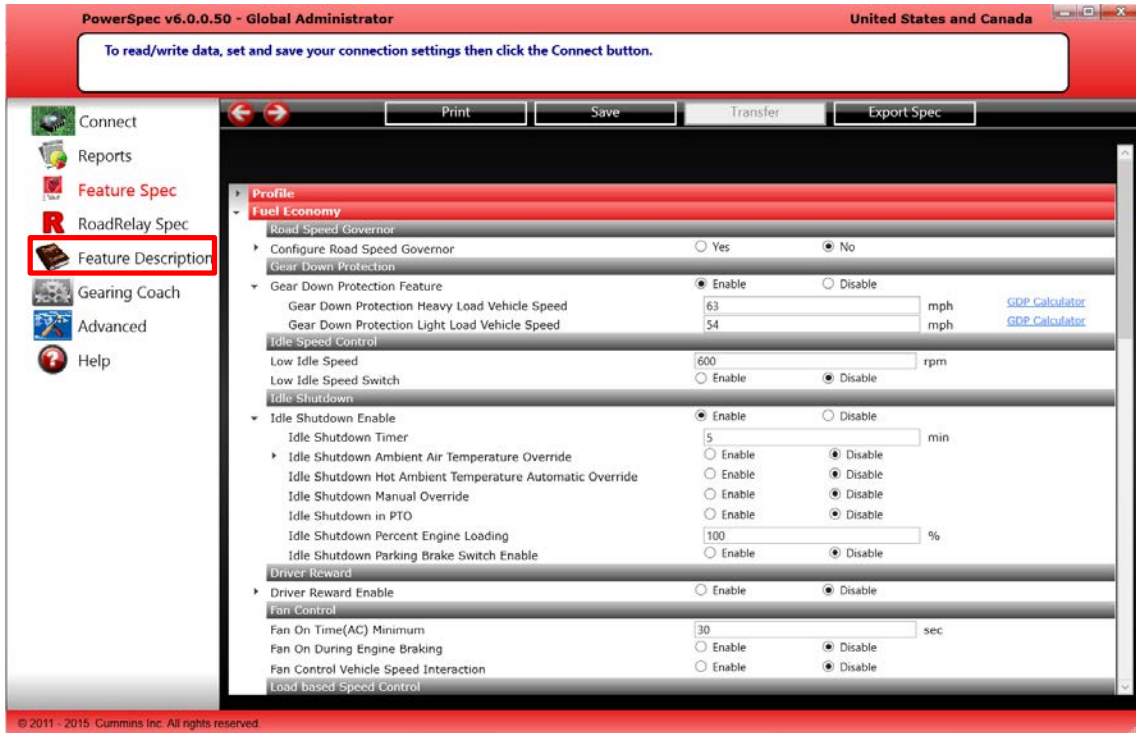 PowerSpec v6.0.0.50 - Global Administrator United States and Canada
To read/write data, set and save your connection settings then click the Connect button.
Connect
Reports
Feature Spec
RoadRelay Spec
Feature Description
Gearing Coach
Advanced
Help
Print Save Transfer Export Spec
Profile
Fuel Economy
Road Speed Governor
Configure Road Speed Governor Yes No
Gear Down Protection
Gear Down Protection Feature Enable Disable
Gear Down Protection Heavy Load Vehicle Speed 63 mph GDP Calculator
Gear Down Protection Light Load Vehicle Speed 54 mph GDP Calculator
Idle Speed Control
Low Idle Speed 600 rpm
Low Idle Speed Switch Enable Disable
Idle Shutdown
Idle Shutdown Enable Enable Disable
Idle Shutdown Timer 5 min
Idle Shutdown Ambient Air Temperature Override Enable Disable
Idle Shutdown Hot Ambient Temperature Automatic Override Enable Disable
Idle Shutdown Manual Override Enable Disable
Idle Shutdown in PTO Enable Disable
Idle Shutdown Percent Engine Loading 100 %
Idle Shutdown Parking Brake Switch Enable Enable Disable
Driver Reward
Driver Reward Enable Enable Disable
Fan Control
Fan On Time(AC) Minimum 30 sec
Fan On During Engine Braking Enable Disable
Fan Control Vehicle Speed Interaction Enable Disable
Load based Speed Control
© 2011 - 2015 Cummins Inc. All rights reserved.